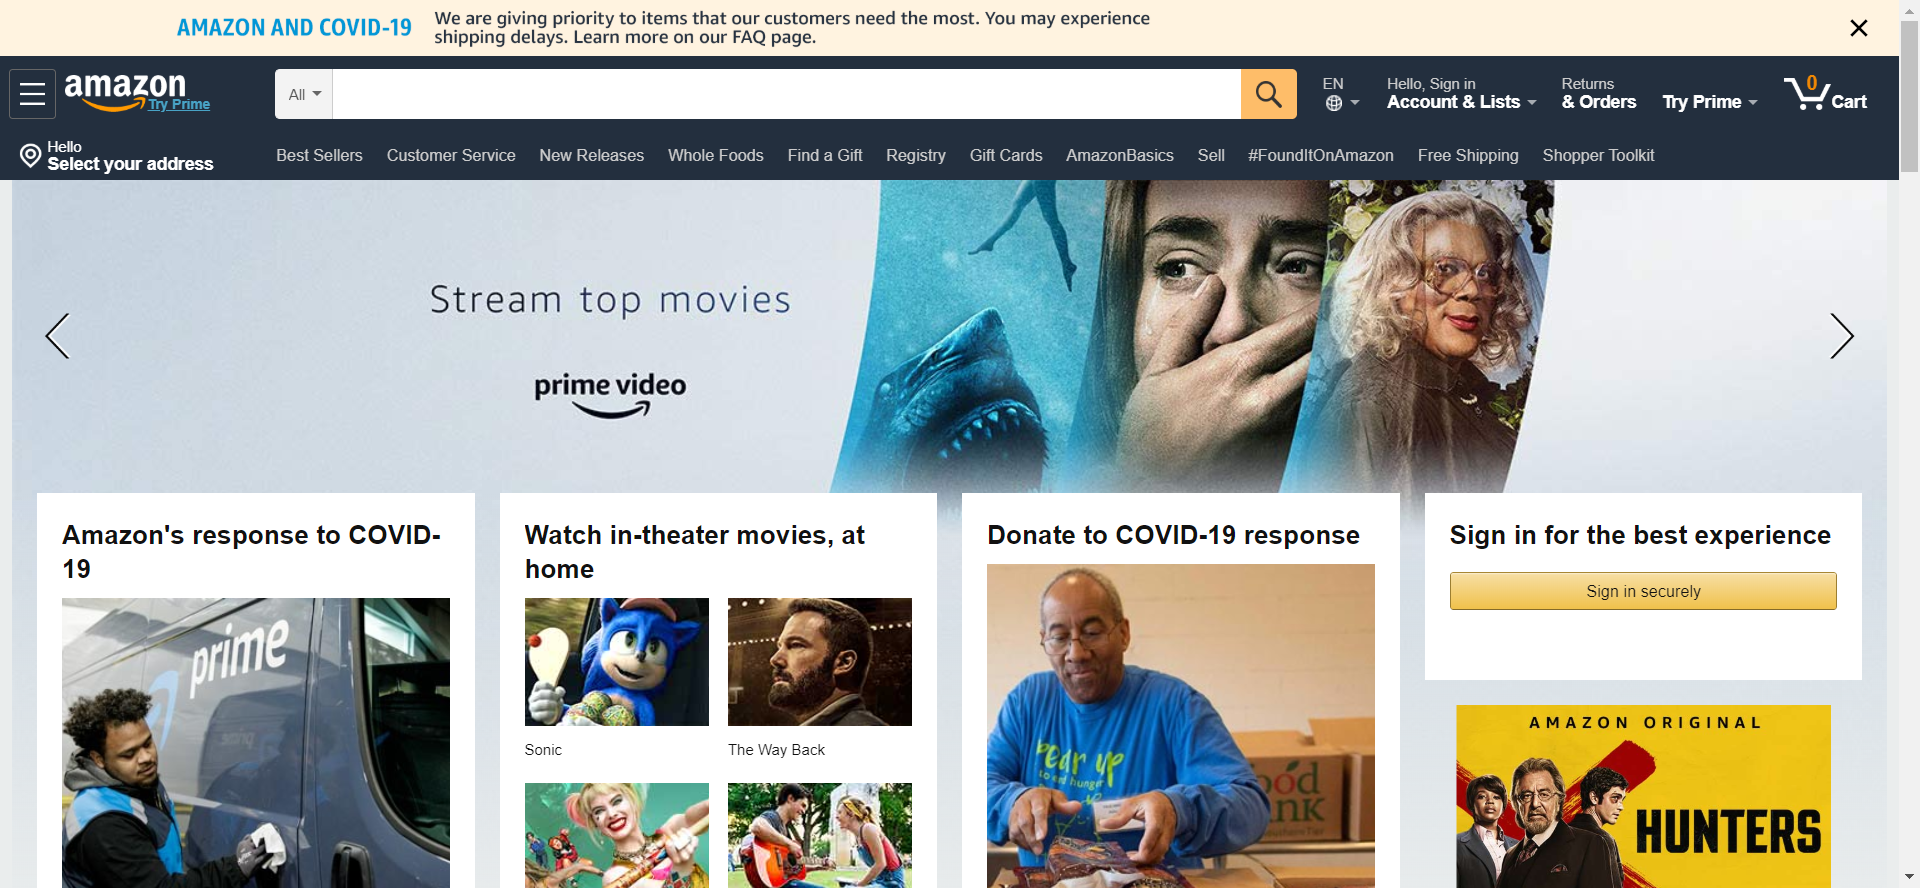 AMAZON AND COVID-19
We are giving priority to items that our customers need the most. You may experience
shipping delays. Learn more on our FAQ page.
amazon
Try Prime
All
EN
Hello, Sign in
Account & Lists
Returns
& Orders
Try Prime
0
Cart
Hello
Select your address
Best Sellers
Customer Service
New Releases
Whole Foods
Find a Gift
Registry
Gift Cards
AmazonBasics
Sell
#FoundItOnAmazon
Free Shipping
Shopper Toolkit
Stream top movies
prime video
Amazon's response to COVID-
19
prime
Watch in-theater movies, at
home
Sonic
The Way Back
Donate to COVID-19 response
to end hunger
Sign in for the best experience
Sign in securely
AMAZON ORIGINAL
HUNTERS